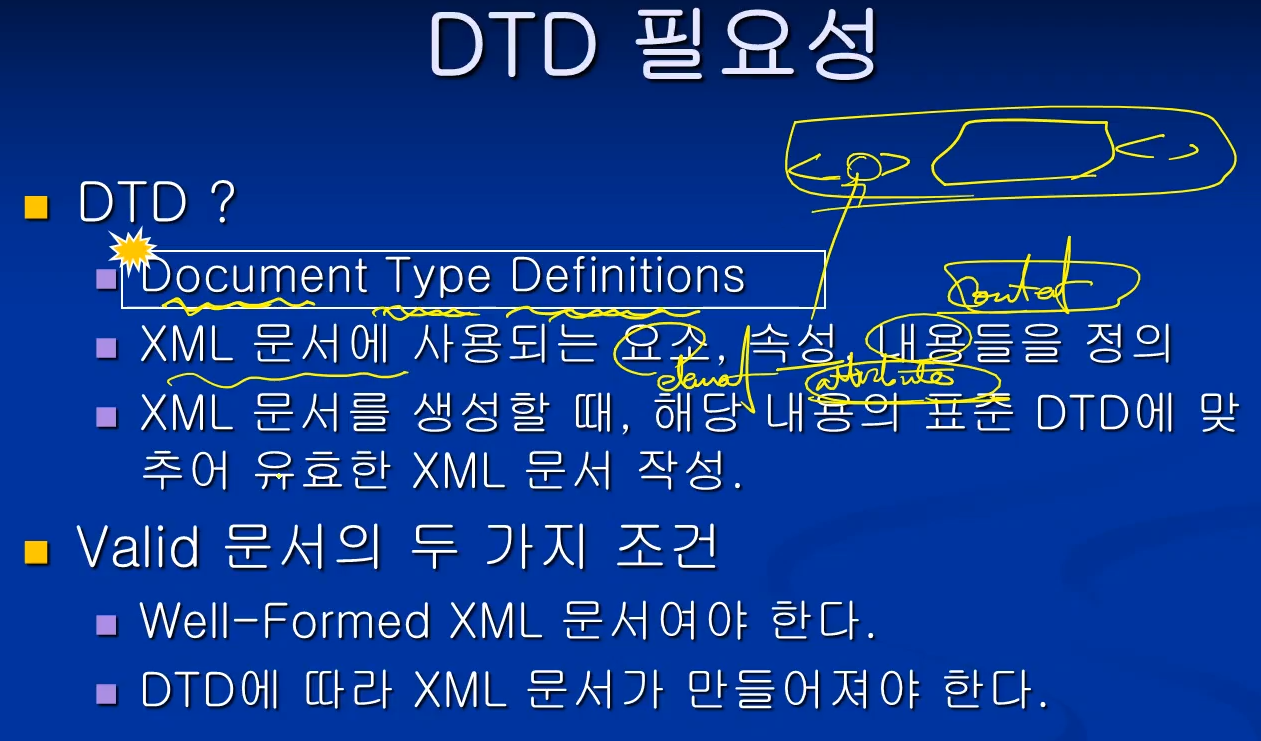 DTD 필요성
DTD ?
Document Type Definitions
content
XML 문서에 사용되는 요소, 속성, 내용들을 정의
element attributes
XML 문서를 생성할 때, 해당 내용의 표준 DTD에 맞
추어 유효한 XML 문서 작성.
Valid 문서의 두 가지 조건
Well-Formed XML 문서여야 한다.
DTD에 따라 XML 문서가 만들어져야 한다.